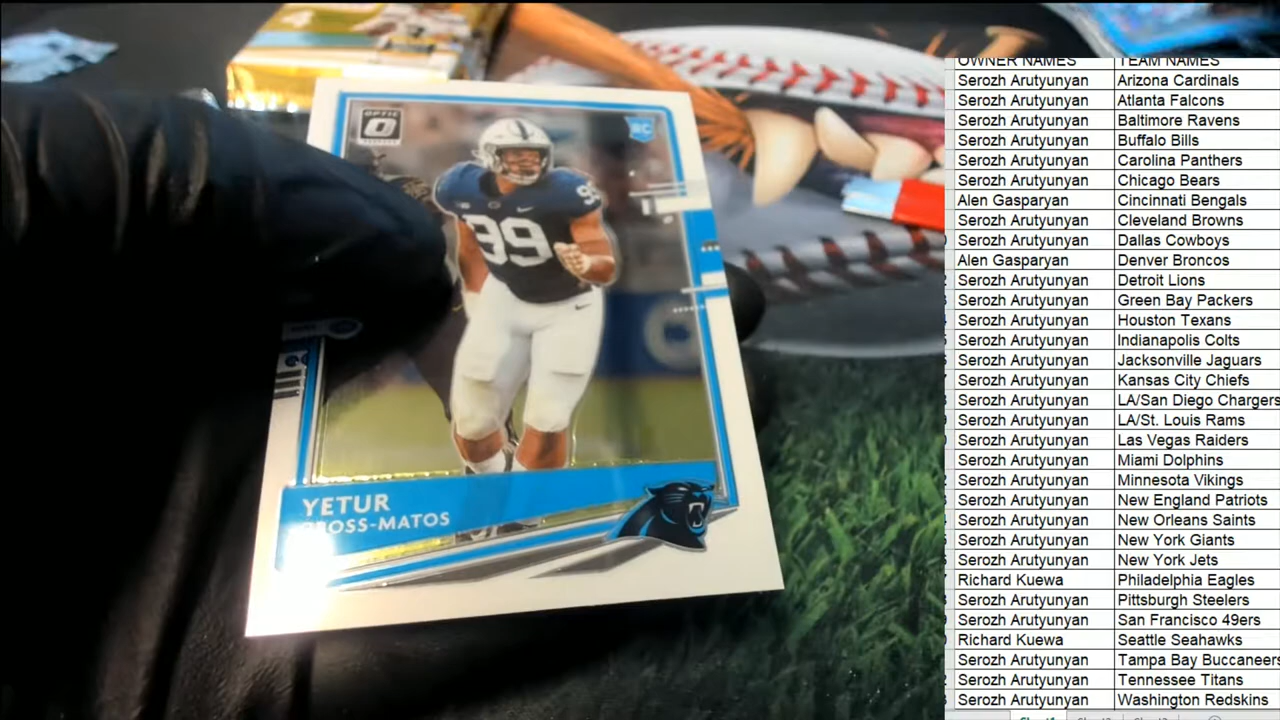 4
OPTIC
RC
99
99
YETUR
GROSS-MATOS
OWNER NAMES TEAM NAMES
Serozh Arutyunyan Arizona Cardinals
Serozh Arutyunyan Atlanta Falcons
Serozh Arutyunyan Baltimore Ravens
Serozh Arutyunyan Buffalo Bills
Serozh Arutyunyan Carolina Panthers
Serozh Arutyunyan Chicago Bears
Alen Gasparyan Cincinnati Bengals
Serozh Arutyunyan Cleveland Browns
Serozh Arutyunyan Dallas Cowboys
Alen Gasparyan Denver Broncos
Serozh Arutyunyan Detroit Lions
Serozh Arutyunyan Green Bay Packers
Serozh Arutyunyan Houston Texans
Serozh Arutyunyan Indianapolis Colts
Serozh Arutyunyan Jacksonville Jaguars
Serozh Arutyunyan Kansas City Chiefs
Serozh Arutyunyan LA/San Diego Chargers
Serozh Arutyunyan LA/St. Louis Rams
Serozh Arutyunyan Las Vegas Raiders
Serozh Arutyunyan Miami Dolphins
Serozh Arutyunyan Minnesota Vikings
Serozh Arutyunyan New England Patriots
Serozh Arutyunyan New Orleans Saints
Serozh Arutyunyan New York Giants
Serozh Arutyunyan New York Jets
Richard Kuewa Philadelphia Eagles
Serozh Arutyunyan Pittsburgh Steelers
Serozh Arutyunyan San Francisco 49ers
Richard Kuewa Seattle Seahawks
Serozh Arutyunyan Tampa Bay Buccaneers
Serozh Arutyunyan Tennessee Titans
Serozh Arutyunyan Washington Redskins